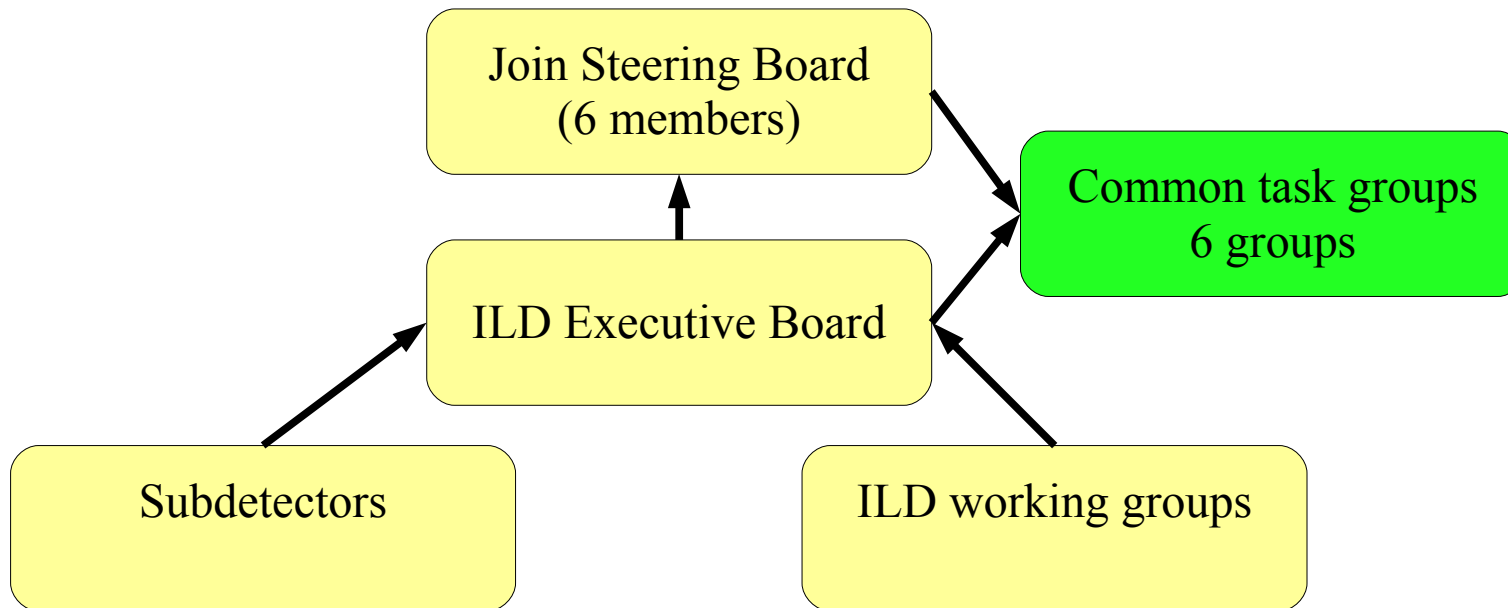 Join Steering Board
(6 members)
Common task groups
6 groups
ILD Executive Board
Subdetectors
ILD working groups